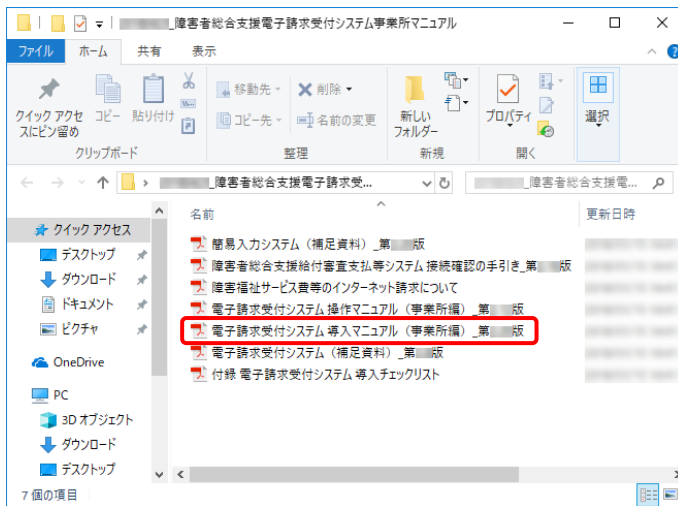 _障害者総合支援電子請求受付システム事業所マニュアル
ファイル ホーム 共有 表示
クイック アクセスにピン留め コピー 貼り付け 移動先 削除 新しいフォルダー プロパティ 選択
コピー先 名前の変更
クリップボード 整理 新規 開く
_障害者総合支援電子請求受... _障害者総合支援電...
名前 更新日時
クイック アクセス
デスクトップ
ダウンロード
ドキュメント
ピクチャ
OneDrive
PC
3D オブジェクト
ダウンロード
デスクトップ
簡易入力システム（補足資料）_第 版
障害者総合支援給付審査支払等システム 接続確認の手引き_第 版
障害福祉サービス費等のインターネット請求について
電子請求受付システム 操作マニュアル（事業所編）_第 版
電子請求受付システム 導入マニュアル（事業所編）_第 版
電子請求受付システム（補足資料）_第 版
付録 電子請求受付システム 導入チェックリスト
7 個の項目